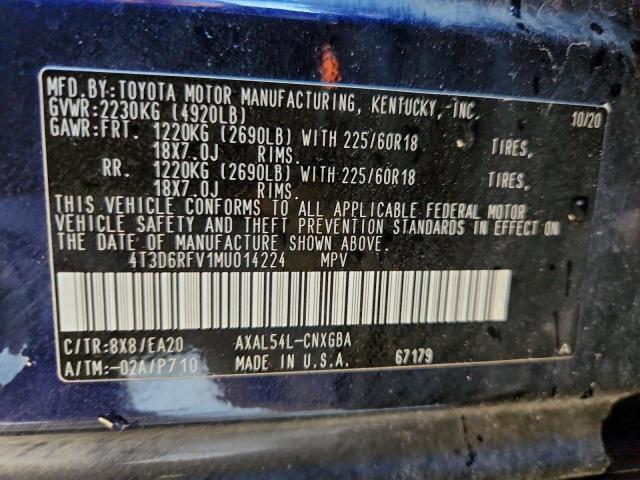 MFD.BY:TOYOTA MOTOR MANUFACTURING, KENTUCKY, INC.
GVWR:2230KG (4920LB) 10/20
GAWR:FRT. 1220KG (2690LB) WITH 225/60R18 TIRES,
18X7.0J RIMS.
RR. 1220KG (2690LB) WITH 225/60R18 TIRES,
18X7.0J RIMS.
THIS VEHICLE CONFORMS TO ALL APPLICABLE FEDERAL MOTOR
VEHICLE SAFETY AND THEFT PREVENTION STANDARDS IN EFFECT ON
THE DATE OF MANUFACTURE SHOWN ABOVE.
4T3D6RFV1MU014224 MPV
C/TR:8X8/EA20 AXAL54L-CNXGBA A
A/TM:-02A/P710 MADE IN U.S.A. 67179